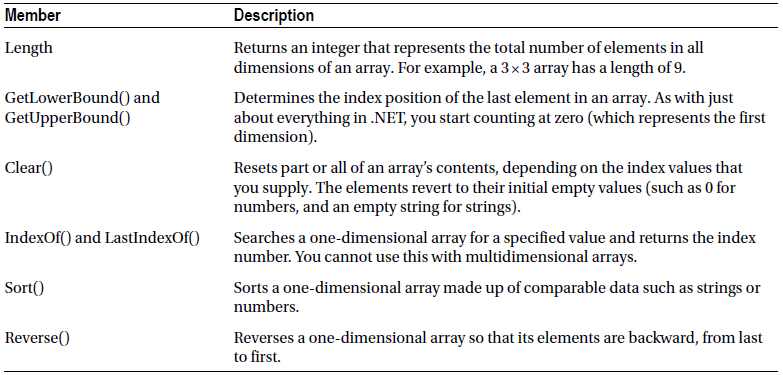 Member Description
Length Returns an integer that represents the total number of elements in all
dimensions of an array. For example, a 3×3 array has a length of 9.
GetLowerBound() and Determines the index position of the last element in an array. As with just
GetUpperBound() about everything in .NET, you start counting at zero (which represents the first
dimension).
Clear() Resets part or all of an array’s contents, depending on the index values that
you supply. The elements revert to their initial empty values (such as 0 for
numbers, and an empty string for strings).
IndexOf() and LastIndexOf() Searches a one-dimensional array for a specified value and returns the index
number. You cannot use this with multidimensional arrays.
Sort() Sorts a one-dimensional array made up of comparable data such as strings or
numbers.
Reverse() Reverses a one-dimensional array so that its elements are backward, from last
to first.